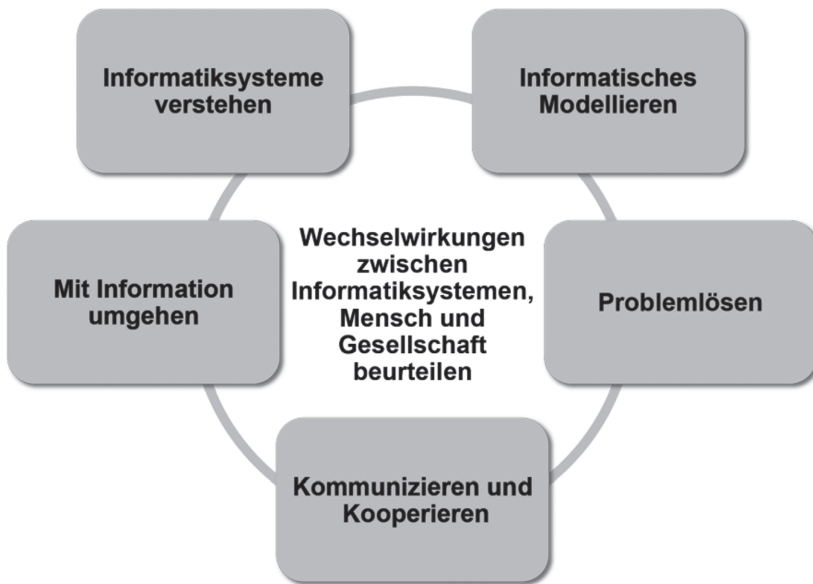 Informatiksysteme
verstehen
Informatisches
Modellieren
Mit Information
umgehen
Wechselwirkungen
zwischen
Informatiksystemen,
Mensch und
Gesellschaft
beurteilen
Problemlösen
Kommunizieren und
Kooperieren